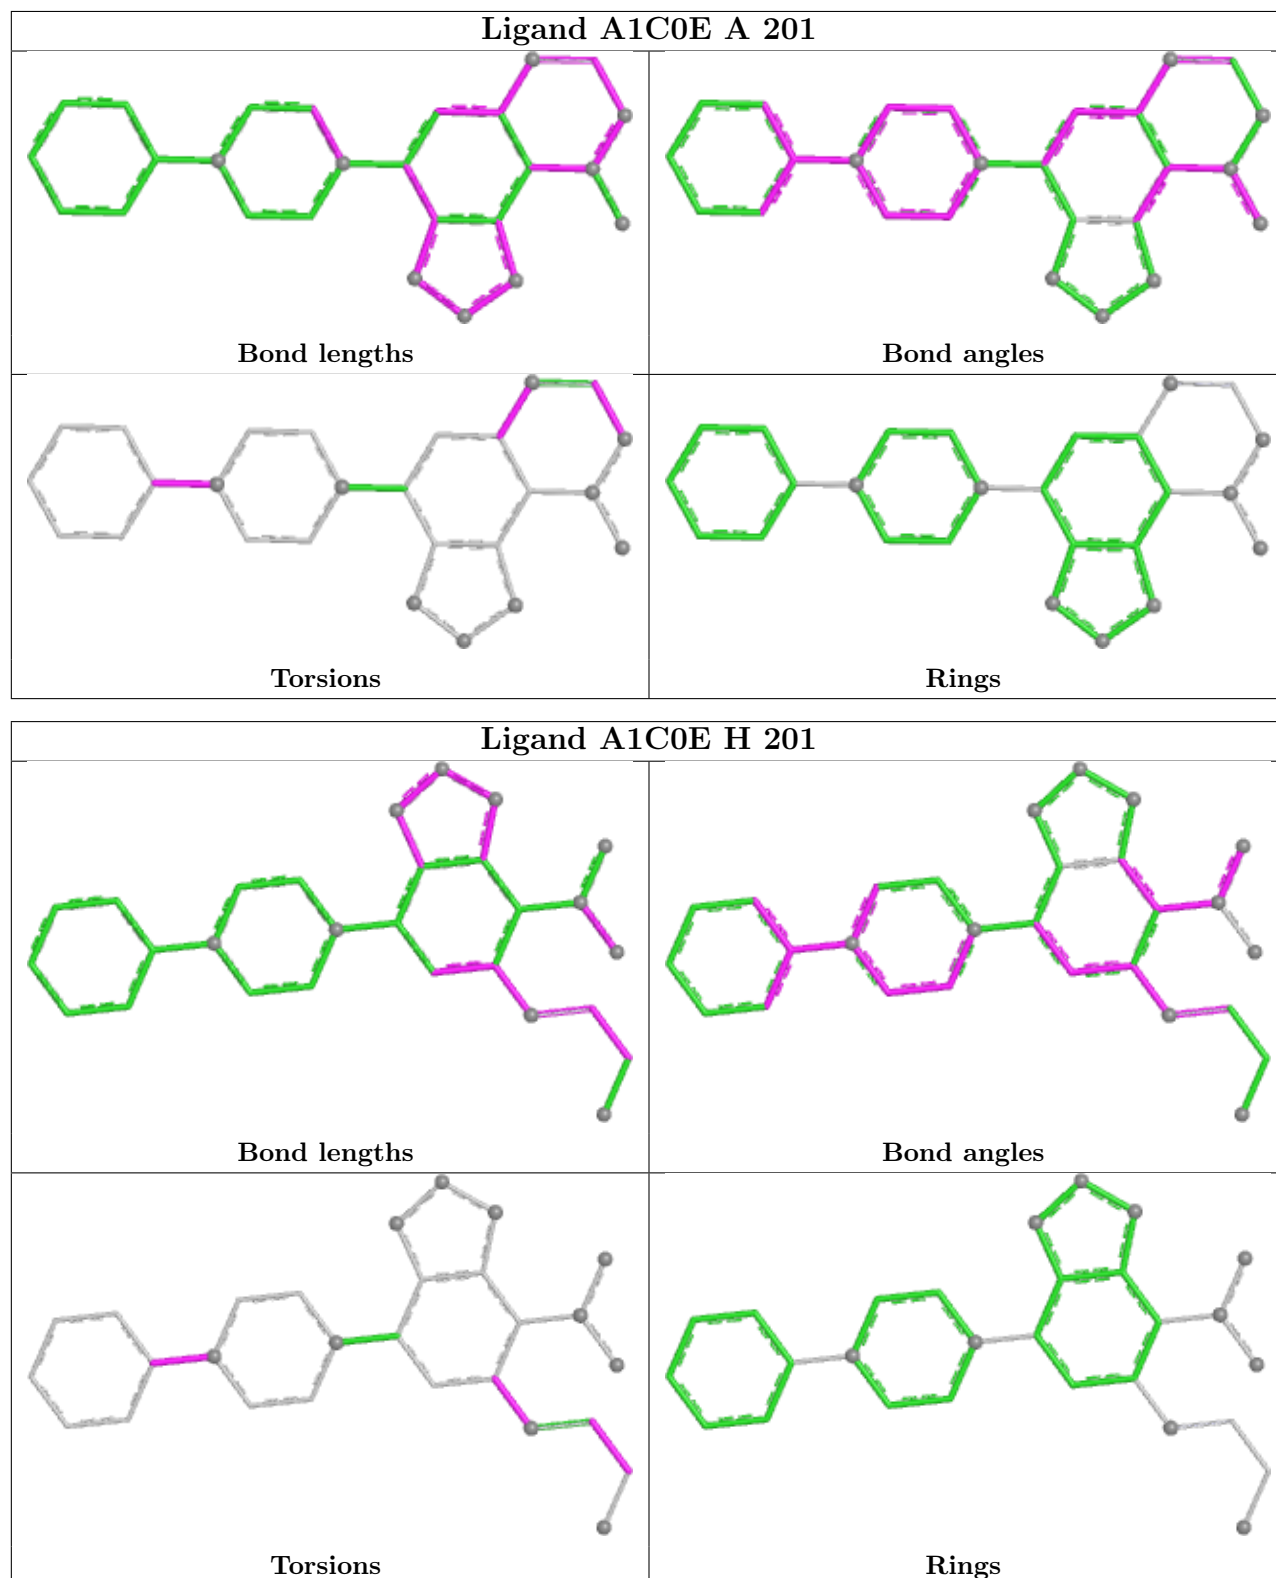 Ligand A1C0E A 201
Bond lengths
Bond angles
Torsions
Rings
Ligand A1C0E H 201
Bond lengths
Bond angles
Torsions
Rings